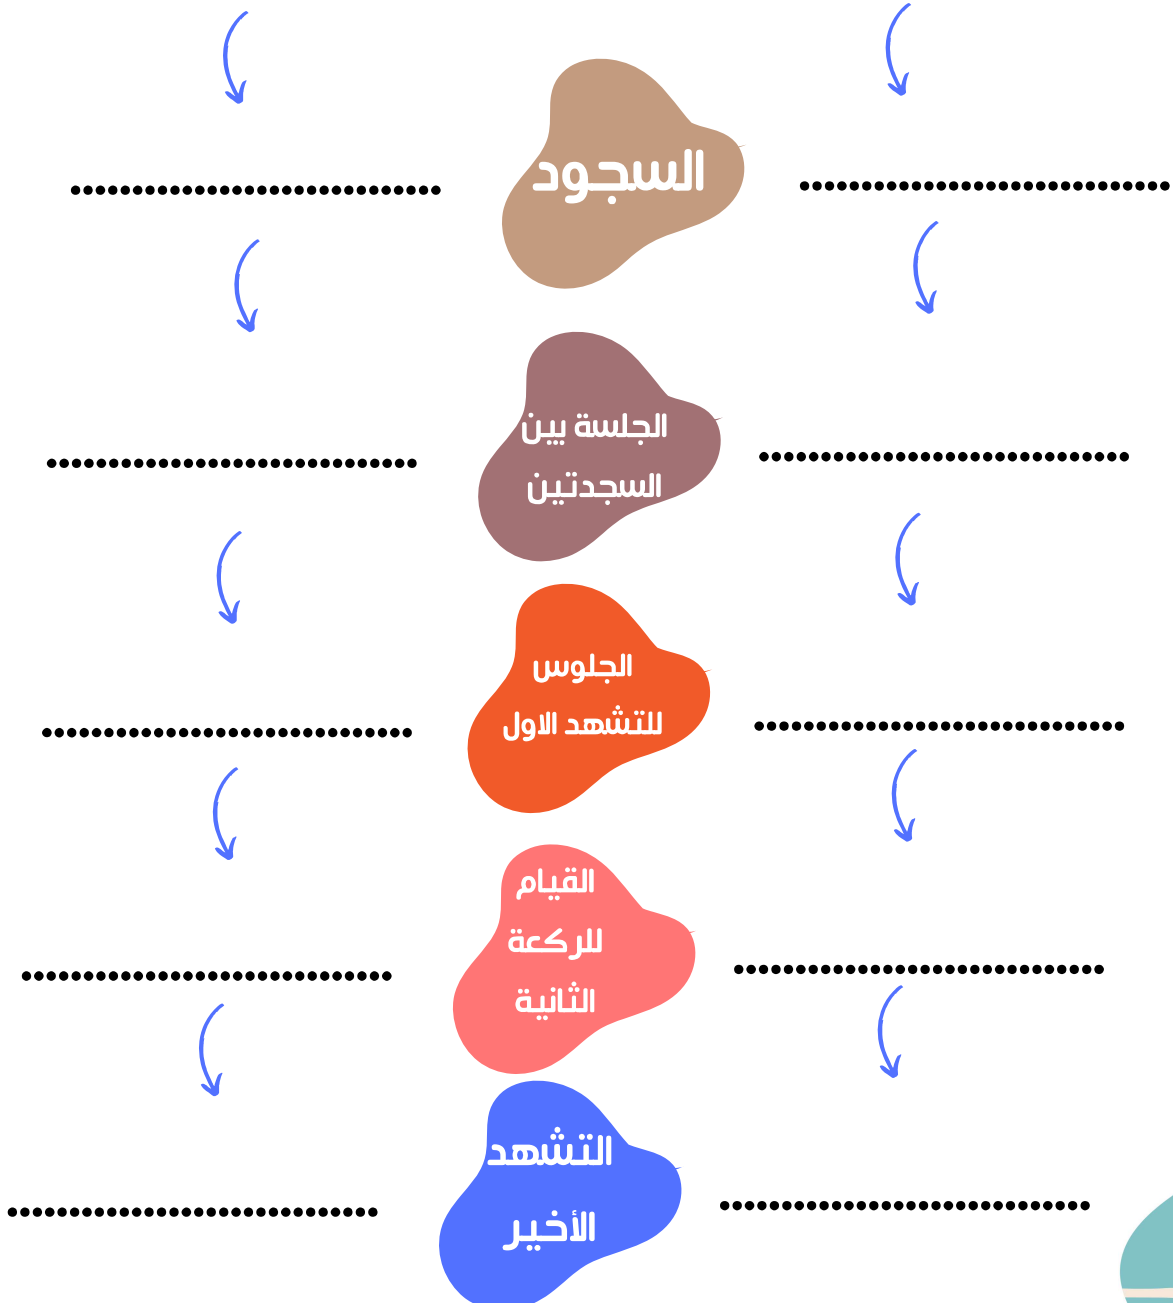 السجود
الجلسة بين
السجدتين
الجلوس
للتشهد الاول
القيام
للركعة
الثانية
التشهد
الأخير